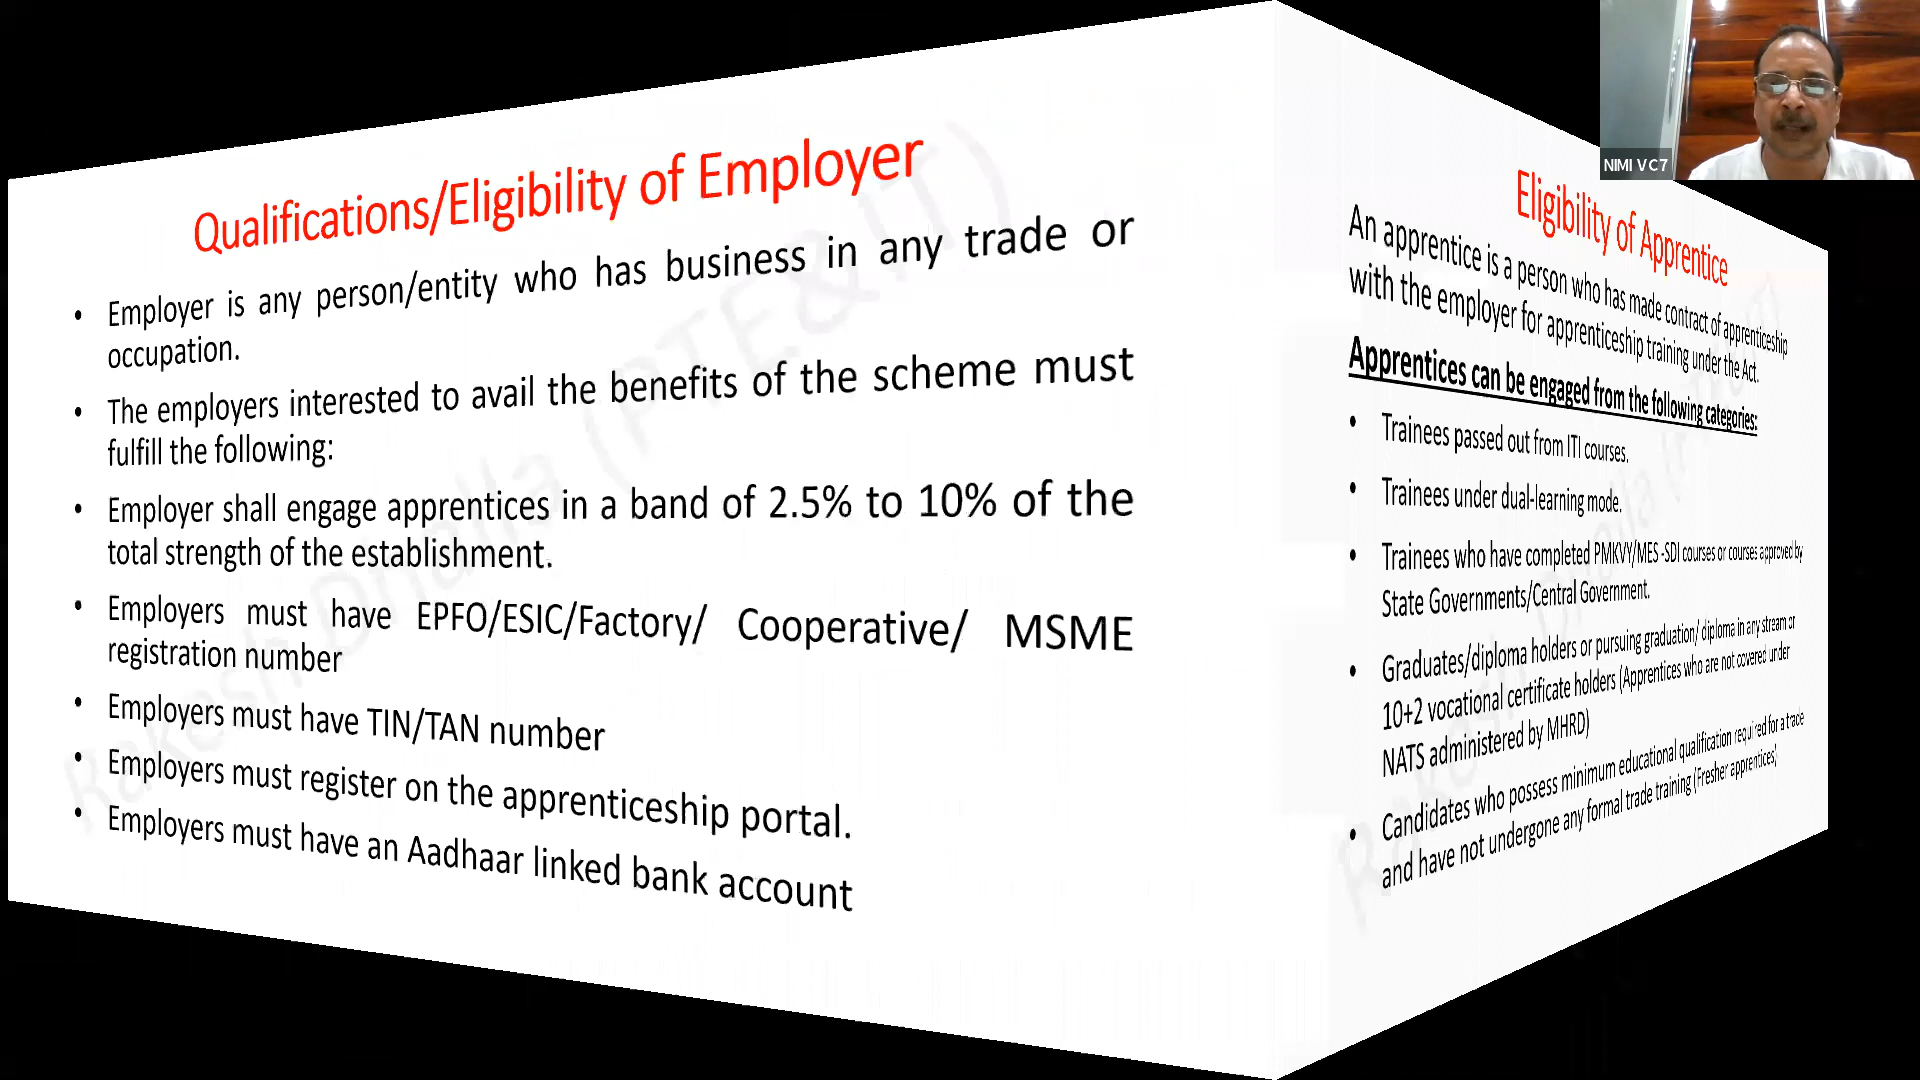 Qualifications/Eligibility of Employer
• Employer is any person/entity who has business in any trade or
occupation.
• The employers interested to avail the benefits of the scheme must
fulfill the following:
• Employer shall engage apprentices in a band of 2.5% to 10% of the
total strength of the establishment.
• Employers must have EPFO/ESIC/Factory/ Cooperative/ MSME
registration number
• Employers must have TIN/TAN number
• Employers must register on the apprenticeship portal.
• Employers must have an Aadhaar linked bank account
Rakesh Dhalla (PTE&IT)
Eligibility of Apprentice
An apprentice is a person who has made contract of apprenticeship
with the employer for apprenticeship training under the Act.
Apprentices can be engaged from the following categories:
• Trainees passed out from ITI courses.
• Trainees under dual-learning mode.
• Trainees who have completed PMKVY/MES -SDI courses or courses approved by
State Governments/Central Government.
• Graduates/diploma holders or pursuing graduation/ diploma in any stream or
10+2 vocational certificate holders (Apprentices who are not covered under
NATS administered by MHRD)
• Candidates who possess minimum educational qualification required for a trade
and have not undergone any formal trade training (Fresher apprentices)
Rakesh Dhalla
NIMI VC7